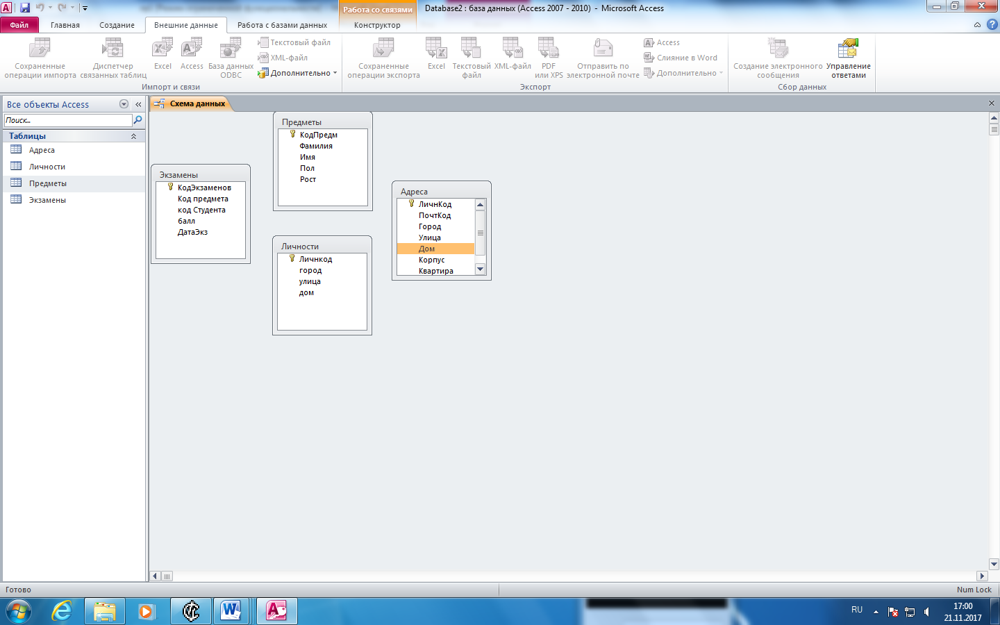 Работа со связями
Database2 : база данных (Access 2007 - 2010) - Microsoft Access
Файл
Главная
Создание
Внешние данные
Работа с базами данных
Конструктор
Сохраненные операции импорта
Диспетчер связанных таблиц
Excel
Access
База данных ODBC
Текстовый файл
XML-файл
Дополнительно
Импорт и связи
Сохраненные операции экспорта
Excel
Текстовый файл
XML-файл
PDF или XPS
Отправить по электронной почте
Access
Слияние в Word
Дополнительно
Экспорт
Создание электронного сообщения
Управление ответами
Сбор данных
Все объекты Access
Поиск...
Таблицы
Адреса
Личности
Предметы
Экзамены
Схема данных
Предметы
КодПредм
Фамилия
Имя
Пол
Рост
Экзамены
КодЭкзаменов
Код предмета
код Студента
балл
ДатаЭкз
Адреса
ЛичнКод
ПочтКод
Город
Улица
Дом
Корпус
Квартира
Личности
Личнкод
город
улица
дом
Готово
Num Lock
RU
17:00
21.11.2017